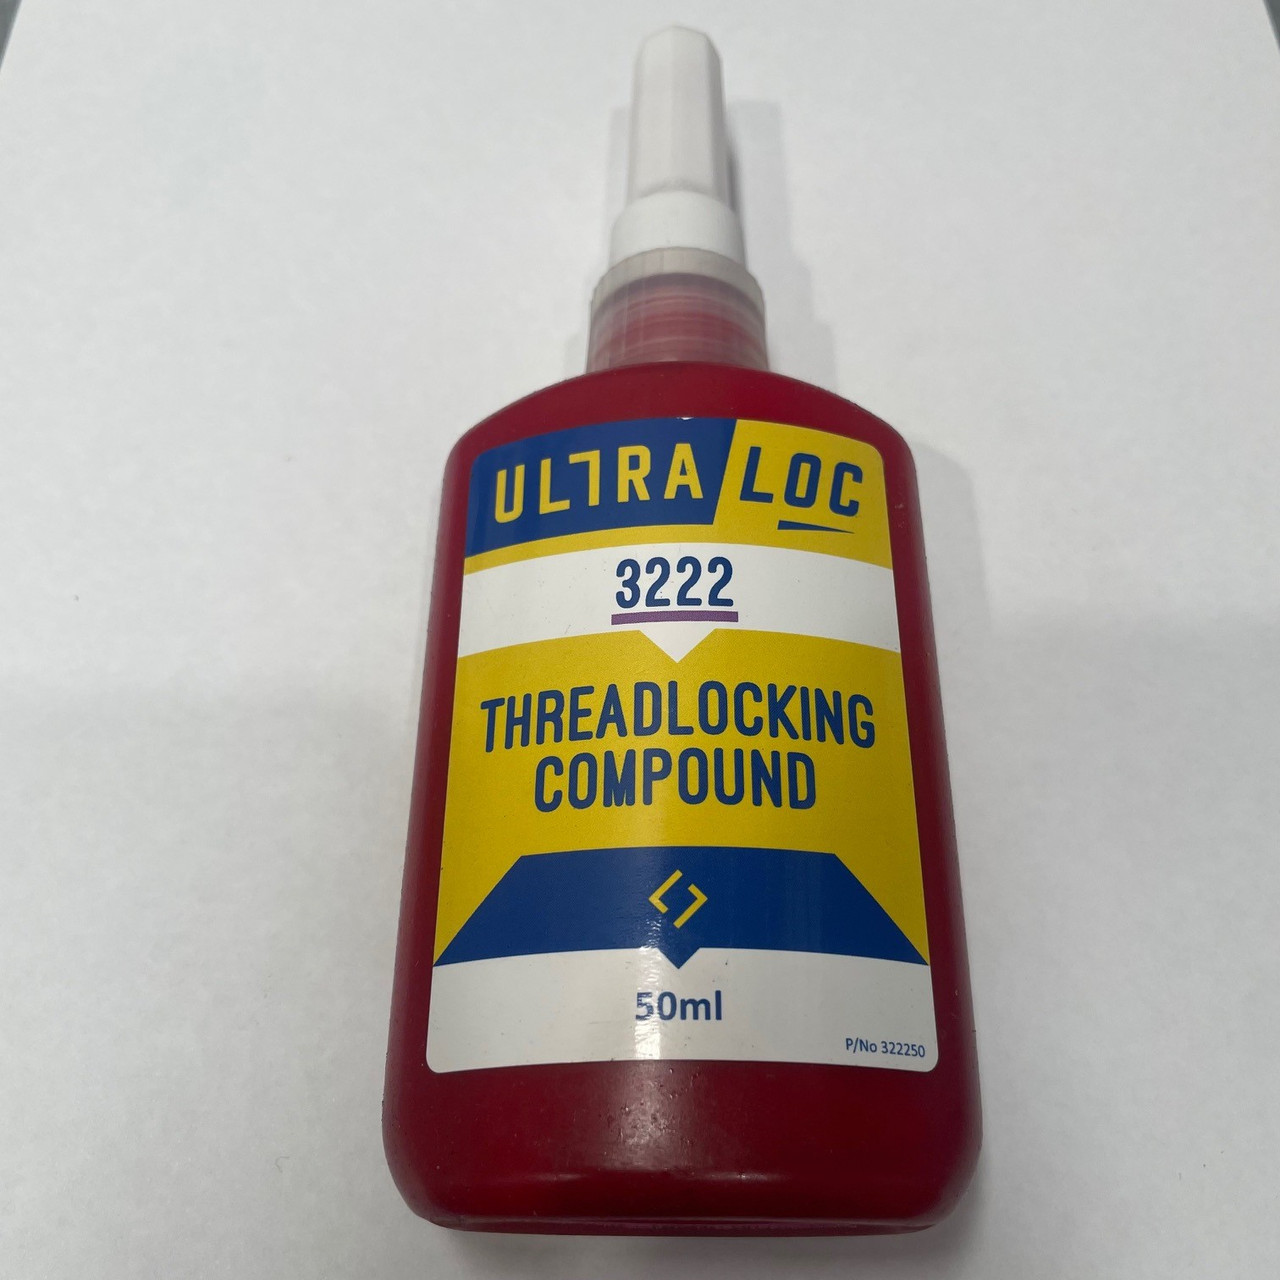 ULTRA LOC
3222
THREADLOCKING
COMPOUND
50ml
P/No 322250